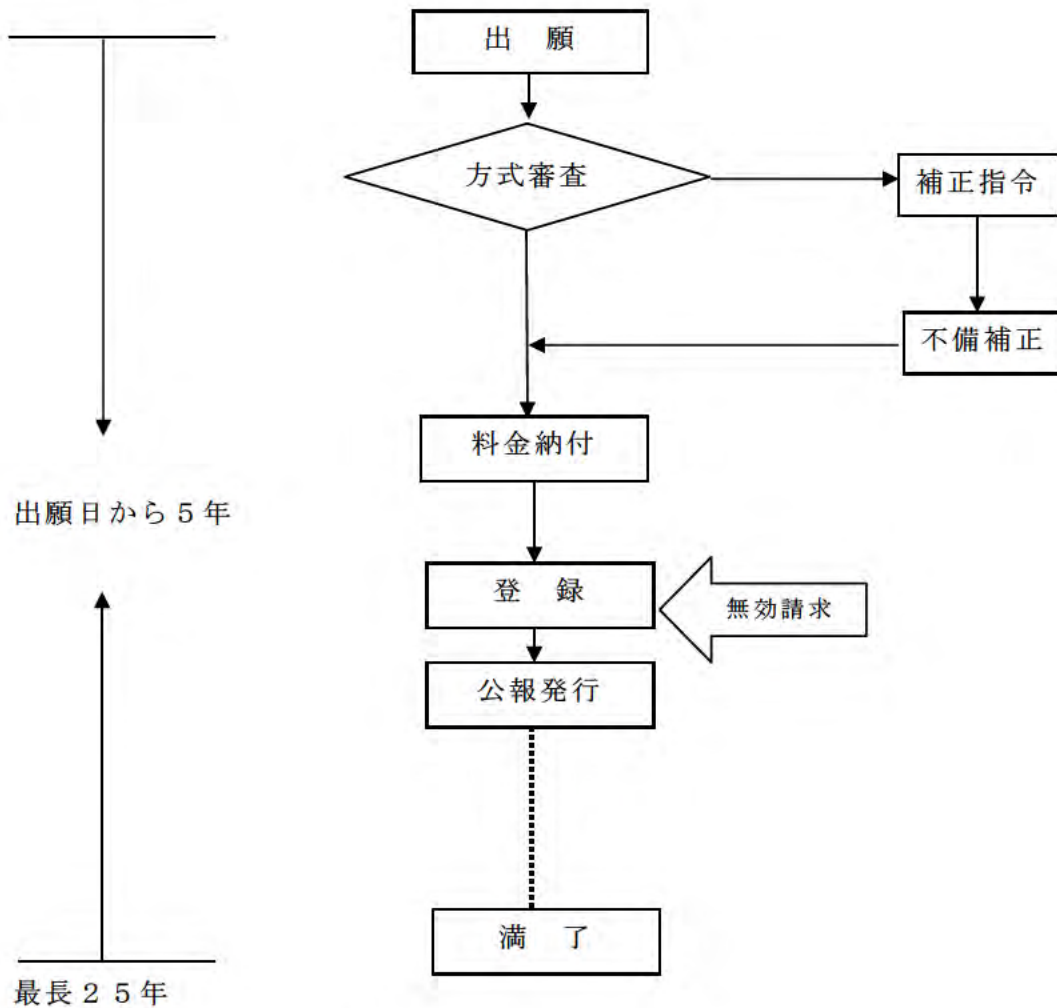 出　願
方式審査
補正指令
不備補正
料金納付
出願日から５年
登　録
無効請求
公報発行
満　了
最長２５年